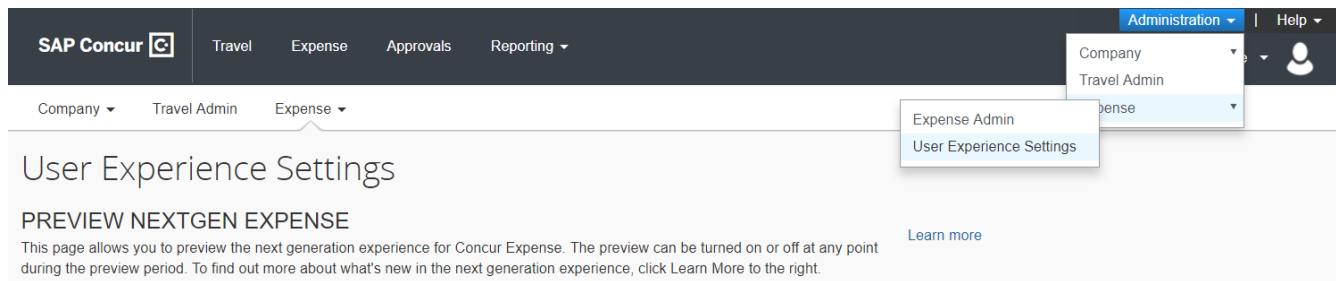 Administration | Help
SAP Concur C. Travel Expense Approvals Reporting
Company
Travel Admin
Company Travel Admin Expense
Expense Admin
User Experience Settings
User Experience Settings
PREVIEW NEXTGEN EXPENSE
This page allows you to preview the next generation experience for Concur Expense. The preview can be turned on or off at any point
Learn more
during the preview period. To find out more about what's new in the next generation experience, click Learn More to the right.